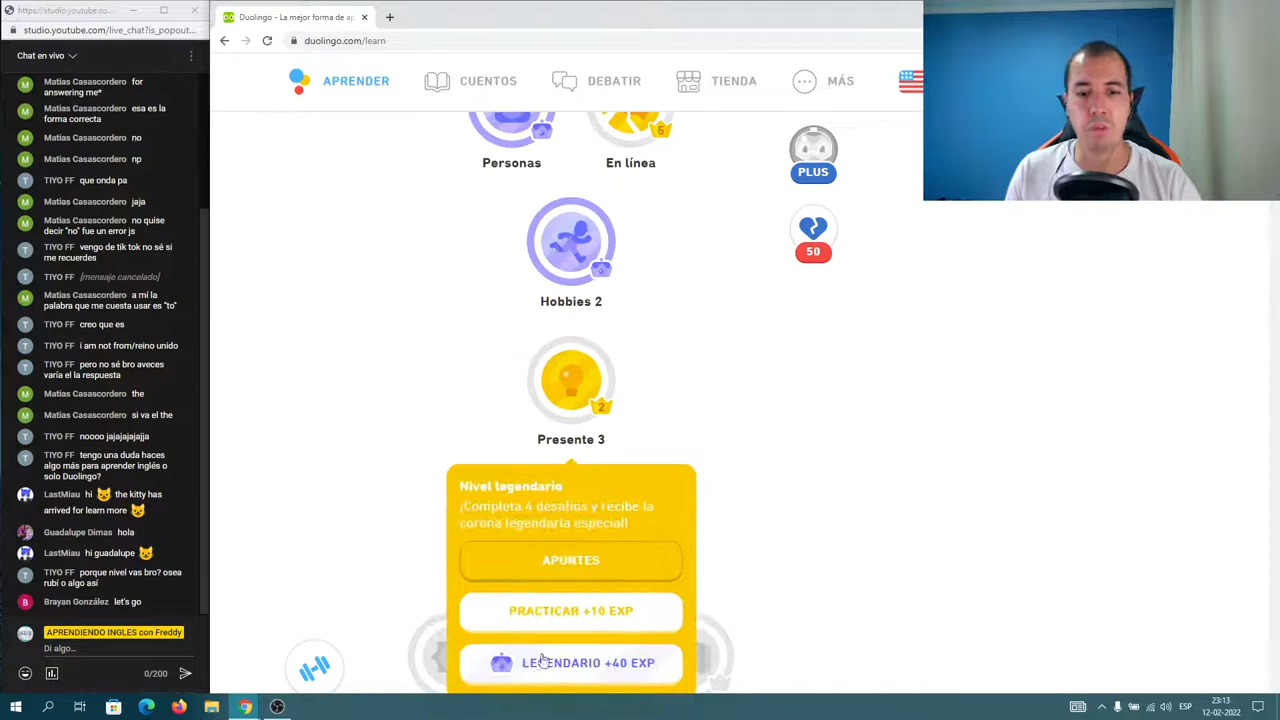 https://studio.youtube.co...
studio.youtube.com/live_chat?is_popout...
Chat en vivo
Matias Casascordero for
answering me*
Matias Casascordero esa es la
forma correcta
Matias Casascordero no
Matias Casascordero np
TIYO FF que onda pa
Matias Casascordero jaja
Matias Casascordero no quise
decir "no" fue un error js
TIYO FF vengo de tik tok no sé si
me recuerdes
TIYO FF [mensaje cancelado]
Matias Casascordero a mí la
palabra que me cuesta usar es "to"
TIYO FF creo que es
TIYO FF i am not from/reino unido
TIYO FF pero no sé bro aveces
varía el la respuesta
Matias Casascordero the
Matias Casascordero si va el the
TIYO FF noooo jajajajajajja
TIYO FF tengo una duda haces
algo más para aprender inglés o
solo Duolingo?
LastMiau hi the kitty has
arrived for learn more
Guadalupe Dimas hola
LastMiau hi guadalupe
TIYO FF porque nivel vas bro? osea
rubí o algo así
Brayan González let's go
APRENDIENDO INGLES con Freddy
Di algo...
0/200
Duolingo - La mejor forma de ap
duolingo.com/learn
APRENDER
CUENTOS
DEBATIR
TIENDA
MÁS
5
Personas
En línea
PLUS
50
Hobbies 2
2
Presente 3
Nivel legendario
¡Completa 4 desafíos y recibe la
corona legendaria especial!
APUNTES
PRACTICAR +10 EXP
LEGENDARIO +40 EXP
ESP
23:13
12-02-2022